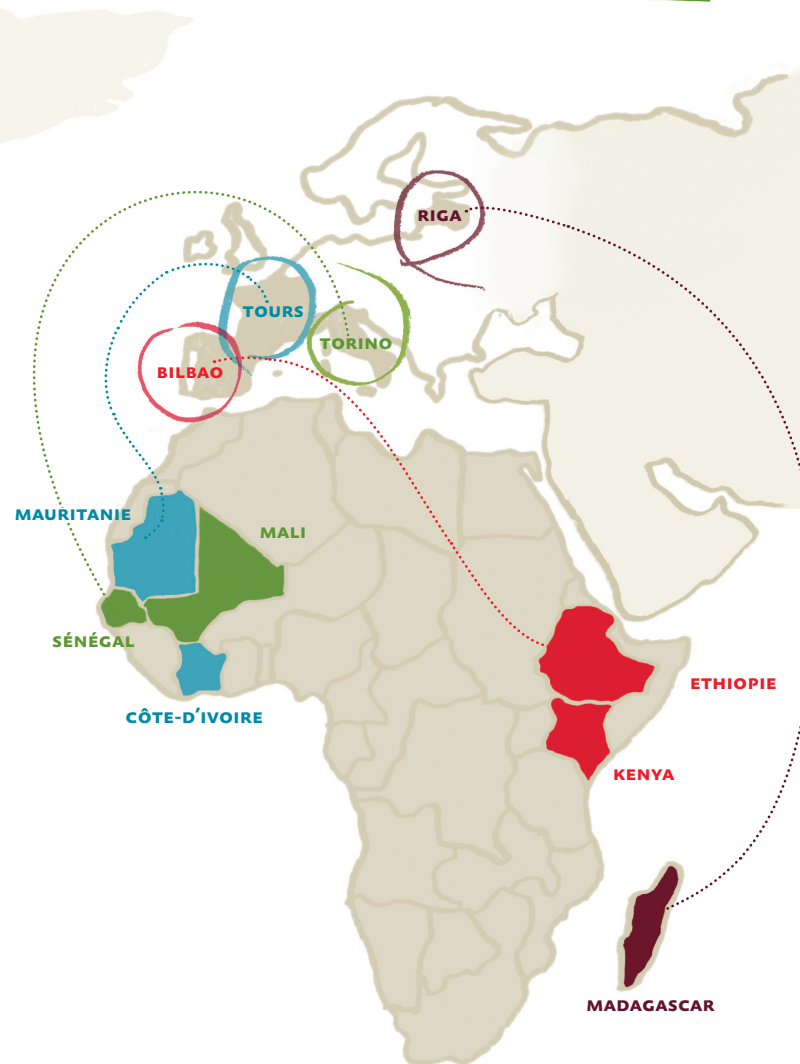 RIGA
TOURS
TORINO
BILBAO
MAURITANIE
MALI
SÉNÉGAL
ETHIOPIE
CÔTE-D'IVOIRE
KENYA
MADAGASCAR